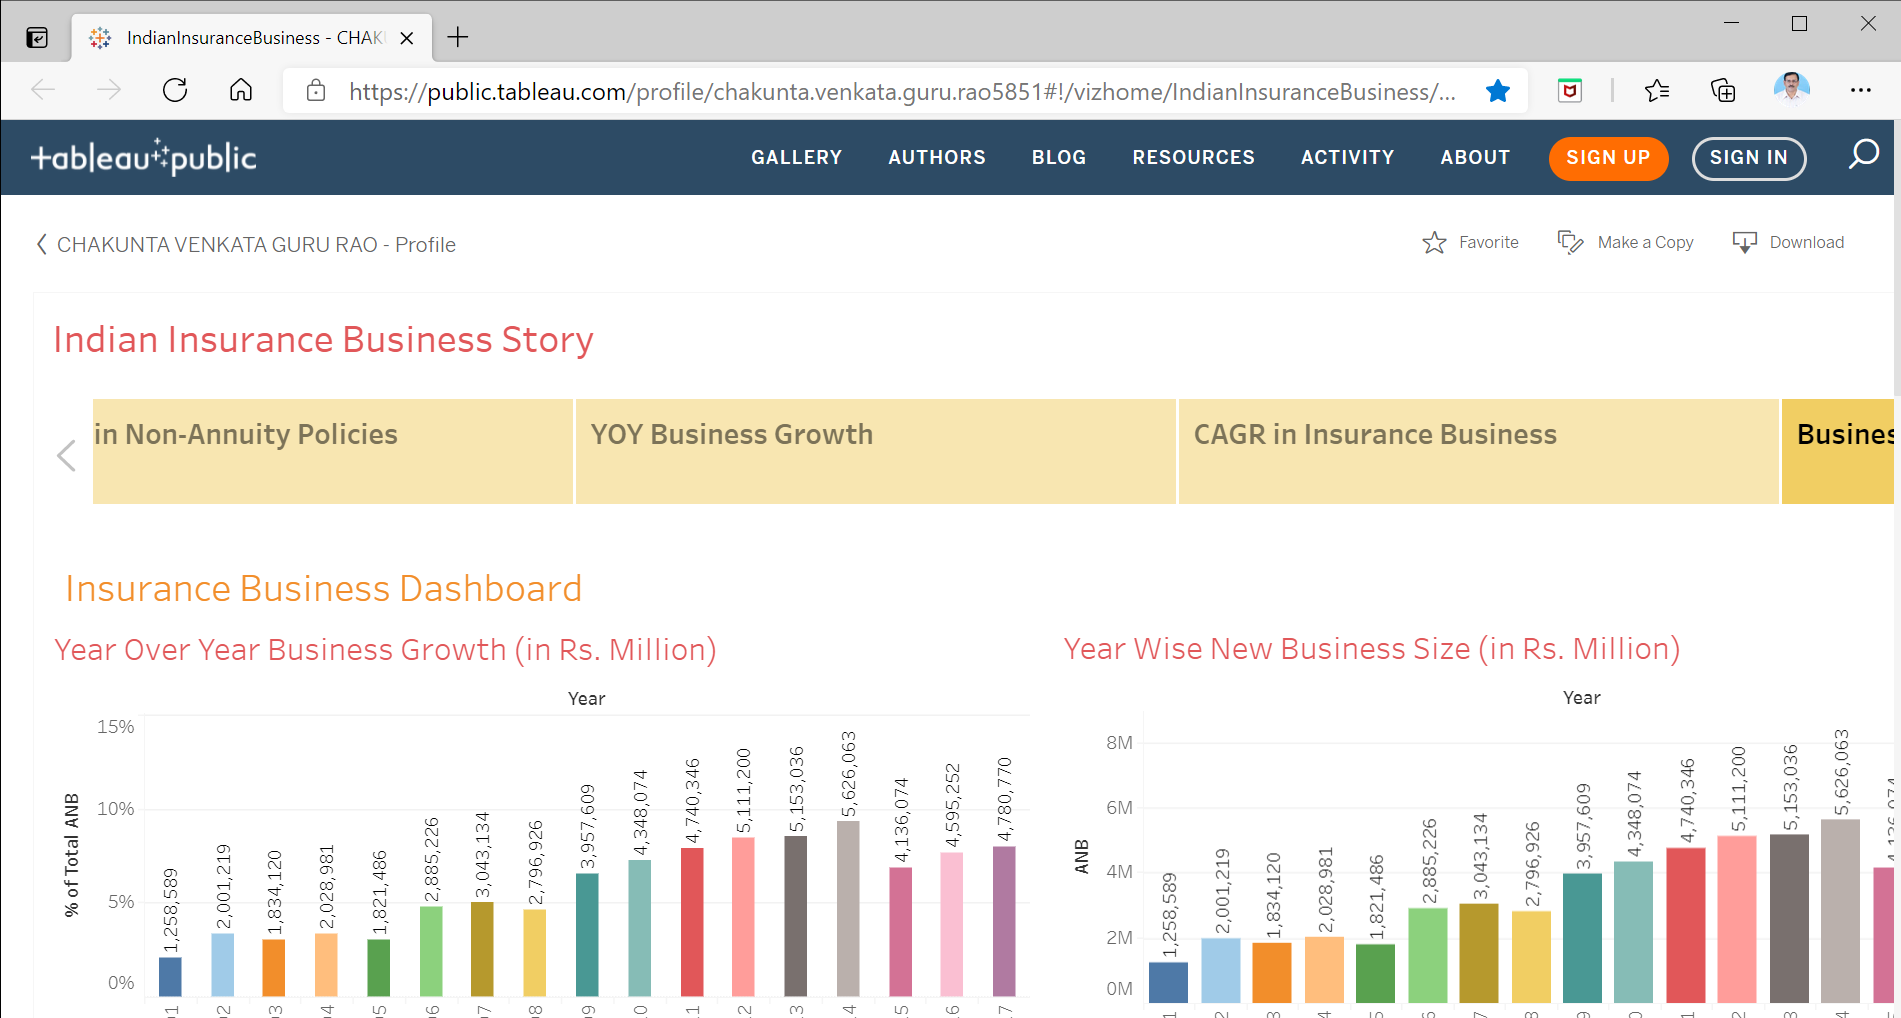 IndianInsuranceBusiness - CHAK
https://public.tableau.com/profile/chakunta.venkata.guru.rao5851#!/vizhome/IndianInsuranceBusiness/...
tableau public
GALLERY AUTHORS BLOG RESOURCES ACTIVITY ABOUT SIGN UP SIGN IN
CHAKUNTA VENKATA GURU RAO - Profile
Favorite Make a Copy Download
Indian Insurance Business Story
in Non-Annuity Policies
YOY Business Growth
CAGR in Insurance Business
Busines
Insurance Business Dashboard
Year Over Year Business Growth (in Rs. Million)
Year
% of Total ANB
15%
10%
5%
0%
1,258,589
2,001,219
1,834,120
2,028,981
1,821,486
2,885,226
3,043,134
2,796,926
3,957,609
4,348,074
4,740,346
5,111,200
5,153,036
5,626,063
4,136,074
4,595,252
4,780,770
Year Wise New Business Size (in Rs. Million)
Year
ANB
8M
6M
4M
2M
0M
1,258,589
2,001,219
1,834,120
2,028,981
1,821,486
2,885,226
3,043,134
2,796,926
3,957,609
4,348,074
4,740,346
5,111,200
5,153,036
5,626,063